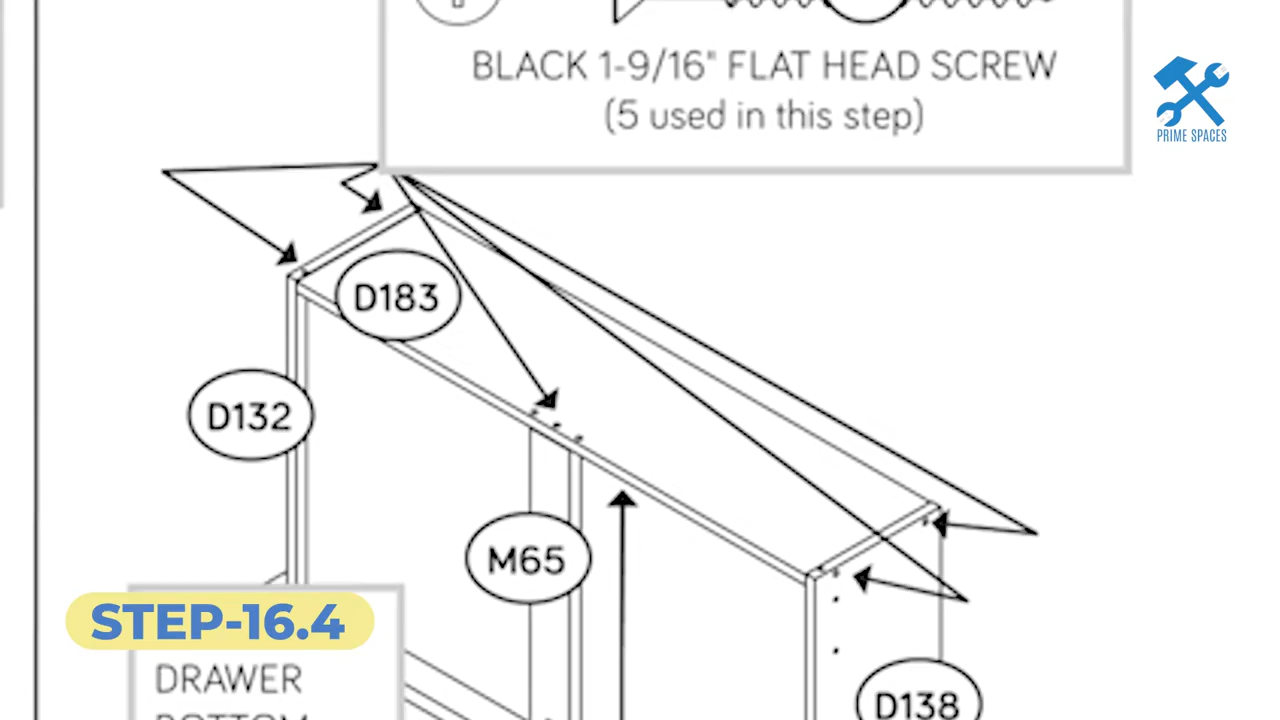 BLACK 1-9/16" FLAT HEAD SCREW
(5 used in this step)
PRIME SPACES
D183
D132
M65
STEP-16.4
DRAWER
BOTTOM
D138